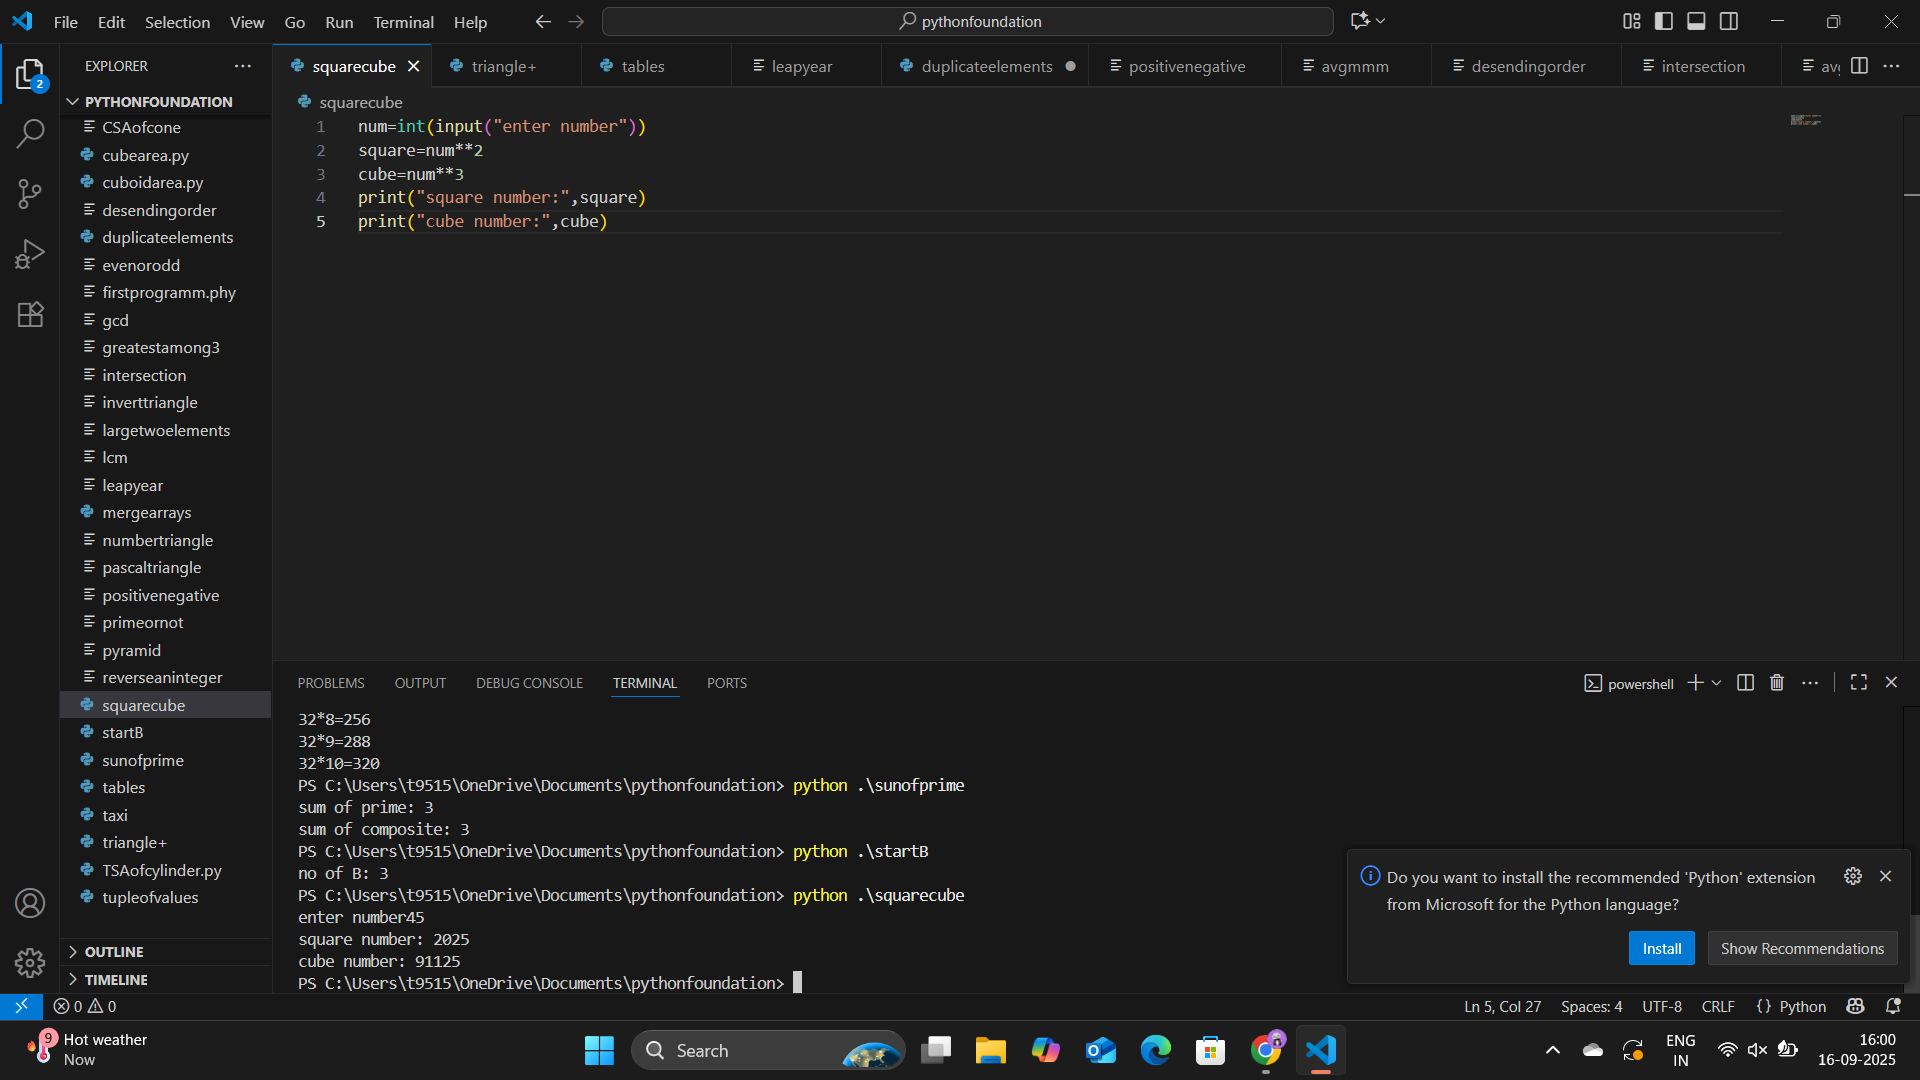 File Edit Selection View Go Run Terminal Help
pythonfoundation
2
EXPLORER
PYTHONFOUNDATION
CSAofcone
cubearea.py
cuboidarea.py
desendingorder
duplicateelements
evenorodd
firstprogramm.phy
gcd
greatestamong3
intersection
inverttriangle
largetwoelements
lcm
leapyear
mergearrays
numbertriangle
pascaltriangle
positivenegative
primeornot
pyramid
reverseaninteger
squarecube
startB
sunofprime
tables
taxi
triangle+
TSAofcylinder.py
tupleofvalues
OUTLINE
TIMELINE
squarecube triangle+ tables leapyear duplicateelements positivenegative avgmmm desendingorder intersection
squarecube
1 num=int(input("enter number"))
2 square=num**2
3 cube=num**3
4 print("square number:",square)
5 print("cube number:",cube)
PROBLEMS OUTPUT DEBUG CONSOLE TERMINAL PORTS
powershell
32*8=256
32*9=288
32*10=320
PS C:\Users\t9515\OneDrive\Documents\pythonfoundation> python .\sunofprime
sum of prime: 3
sum of composite: 3
PS C:\Users\t9515\OneDrive\Documents\pythonfoundation> python .\startB
no of B: 3
PS C:\Users\t9515\OneDrive\Documents\pythonfoundation> python .\squarecube
enter number45
square number: 2025
cube number: 91125
PS C:\Users\t9515\OneDrive\Documents\pythonfoundation>
Do you want to install the recommended 'Python' extension
from Microsoft for the Python language?
Install Show Recommendations
0 0
Ln 5, Col 27 Spaces: 4 UTF-8 CRLF {} Python
9
Hot weather
Now
Search
ENG
IN
16:00
16-09-2025